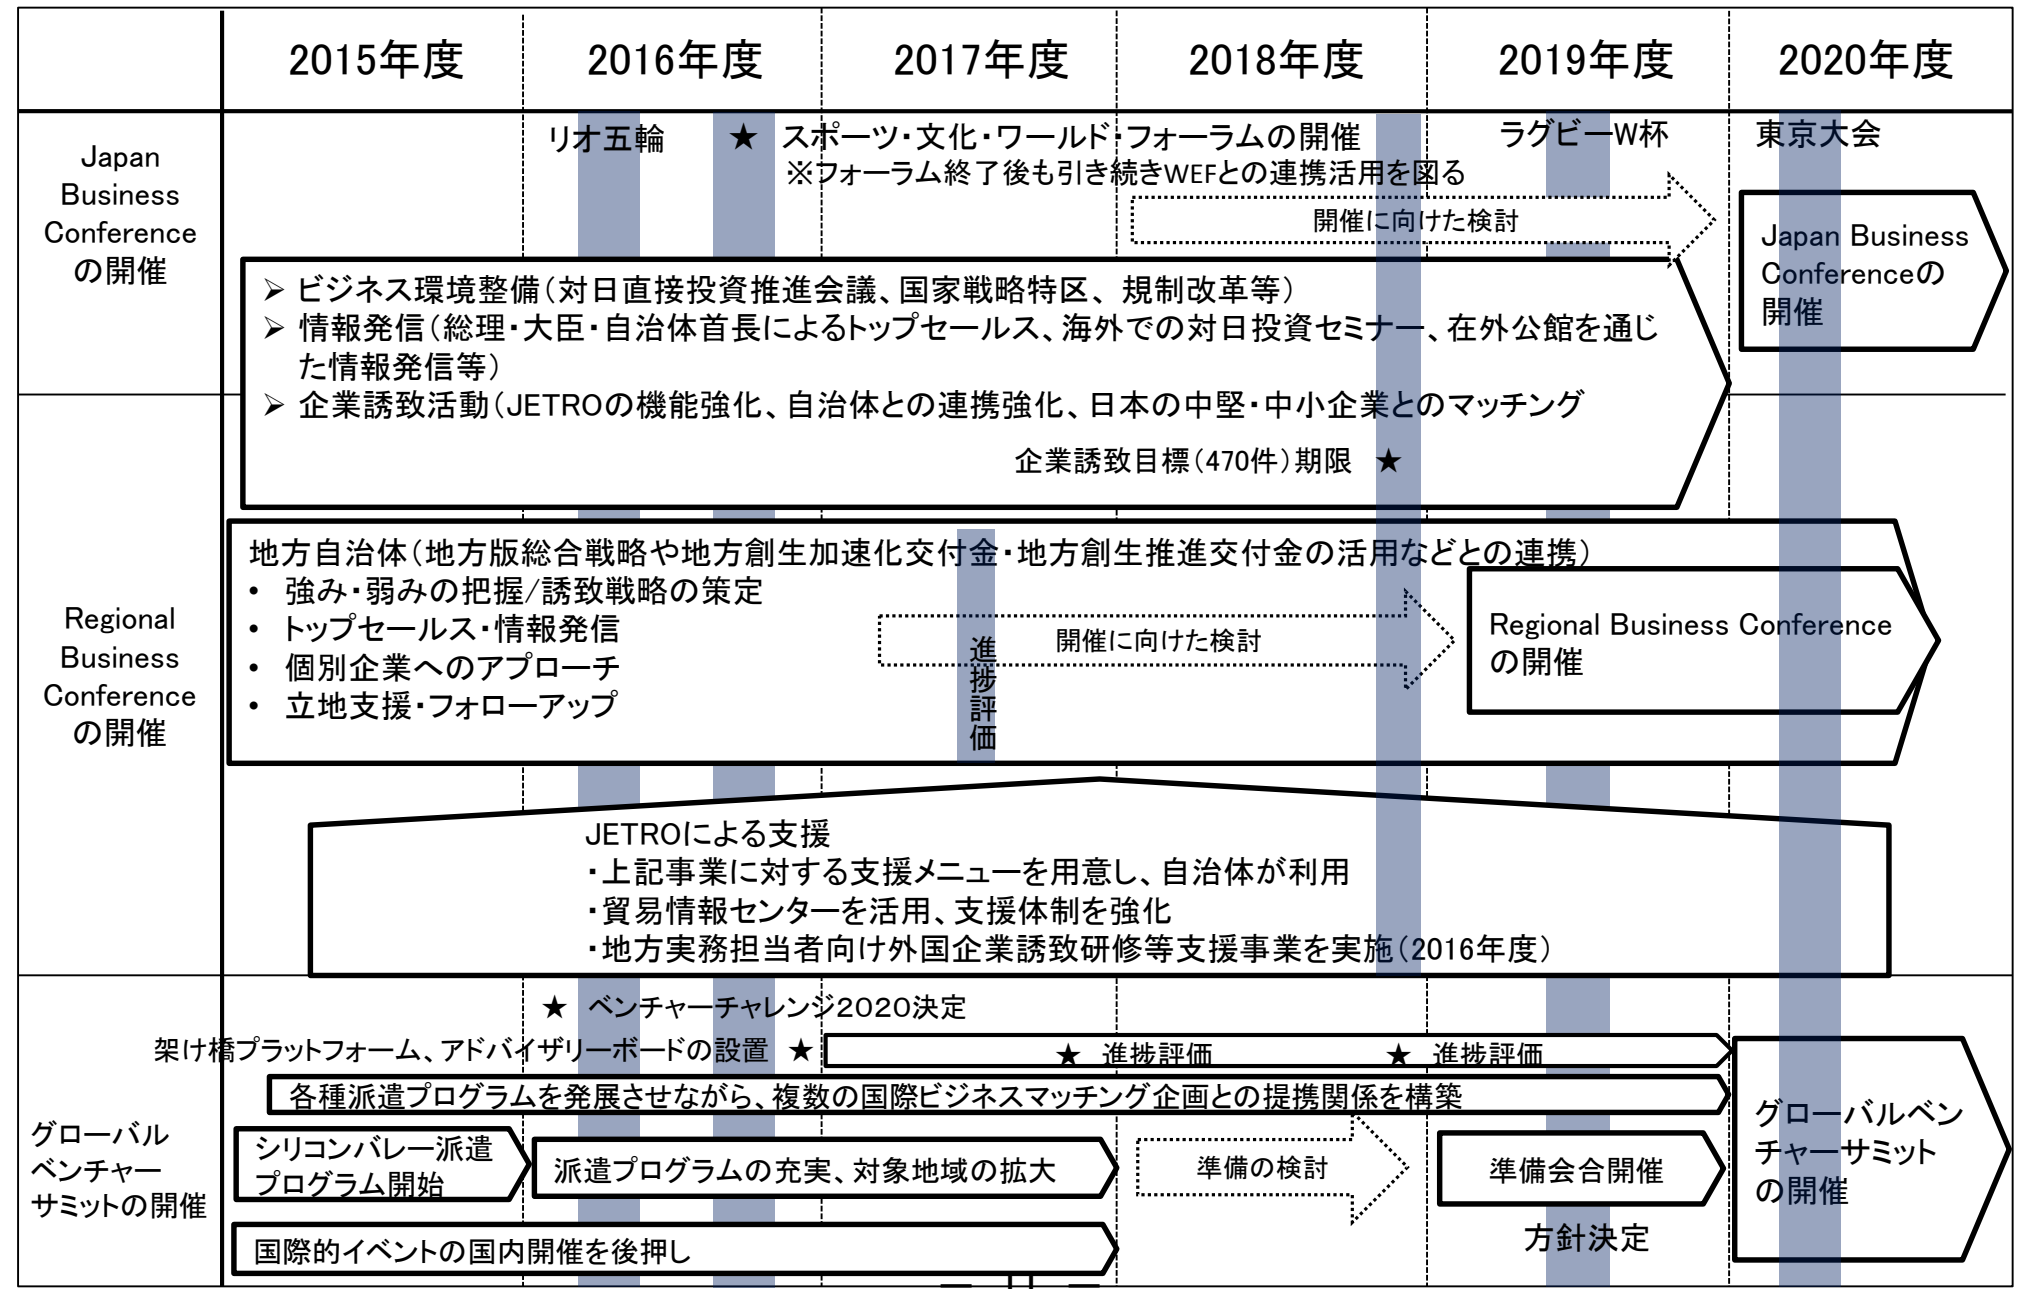 2015年度 2016年度 2017年度 2018年度 2019年度 2020年度
Japan
Business
Conference
の開催
リオ五輪
★ スポーツ・文化・ワールド・フォーラムの開催
※フォーラム終了後も引き続きWEFとの連携活用を図る
ラグビーW杯
東京大会
開催に向けた検討
Japan Business
Conferenceの
開催
➢ ビジネス環境整備（対日直接投資推進会議、国家戦略特区、規制改革等）
➢ 情報発信（総理・大臣・自治体首長によるトップセールス、海外での対日投資セミナー、在外公館を通じ
た情報発信等）
➢ 企業誘致活動（JETROの機能強化、自治体との連携強化、日本の中堅・中小企業とのマッチング
企業誘致目標（470件）期限 ★
Regional
Business
Conference
の開催
地方自治体（地方版総合戦略や地方創生加速化交付金・地方創生推進交付金の活用などとの連携）
• 強み・弱みの把握/誘致戦略の策定
• トップセールス・情報発信
• 個別企業へのアプローチ
• 立地支援・フォローアップ
進捗評価
開催に向けた検討
Regional Business Conference
の開催
JETROによる支援
・上記事業に対する支援メニューを用意し、自治体が利用
・貿易情報センターを活用、支援体制を強化
・地方実務担当者向け外国企業誘致研修等支援事業を実施（2016年度）
グローバル
ベンチャー
サミットの開催
★ ベンチャーチャレンジ2020決定
架け橋プラットフォーム、アドバイザリーボードの設置 ★
★ 進捗評価
★ 進捗評価
各種派遣プログラムを発展させながら、複数の国際ビジネスマッチング企画との提携関係を構築
シリコンバレー派遣
プログラム開始
派遣プログラムの充実、対象地域の拡大
準備の検討
準備会合開催
方針決定
グローバルベン
チャーサミット
の開催
国際的イベントの国内開催を後押し